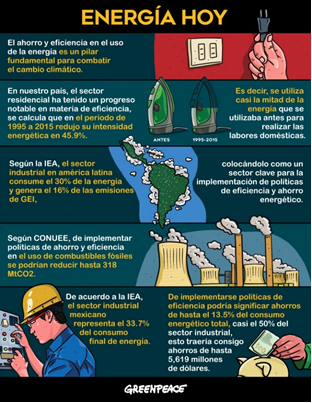 ENERGÍA HOY
El ahorro y eficiencia en el uso
de la energía es un pilar
fundamental para combatir
el cambio climático.
En nuestro país, el sector
residencial ha tenido un progreso
notable en materia de eficiencia,
se calcula que en el periodo de
1995 a 2015 redujo su intensidad
energética en 45.9%.
ANTES
1995-2015
Es decir, se utiliza
casi la mitad de la
energía que se
utilizaba antes para
realizar las
labores domésticas.
Según la IEA, el sector
industrial en américa latina
consume el 30% de la energía
y genera el 16% de las emisiones
de GEI,
colocándolo como un
sector clave para la
implementación de políticas
de eficiencia y ahorro
energético.
Según CONUEE, de implementar
políticas de ahorro y eficiencia
en el uso de combustibles fósiles
se podrían reducir hasta 318
MtCO2.
De acuerdo a la IEA,
el sector industrial
mexicano
representa el 33.7%
del consumo
final de energía.
De implementarse políticas de
eficiencia podría significar ahorros
de hasta el 13.5% del consumo
energético total, casi el 50% del
sector industrial,
esto traería consigo
ahorros de hasta
5,619 millones
de dólares.
GREENPEACE